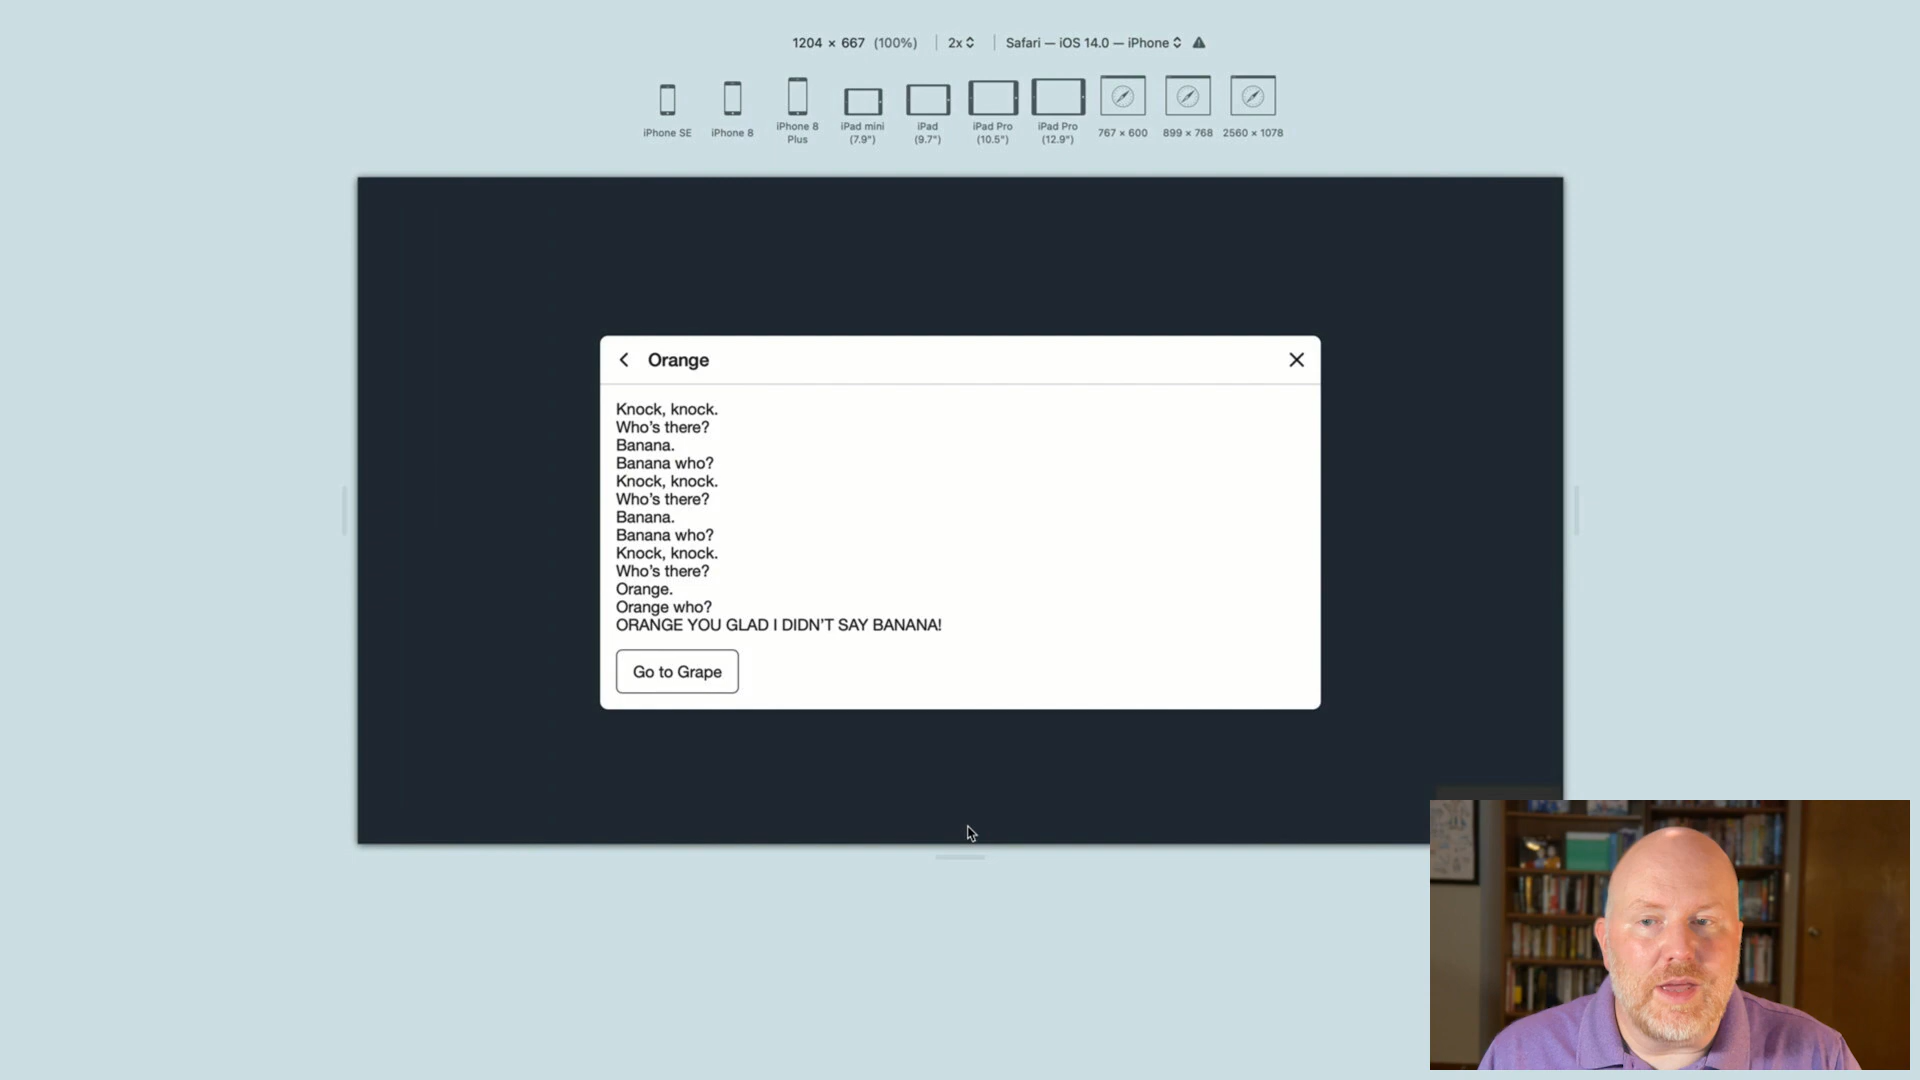 1204 × 667 (100%) 2x Safari — iOS 14.0 — iPhone
iPhone SE
iPhone 8
iPhone 8
Plus
iPad mini
(7.9")
iPad
(9.7")
iPad Pro
(10.5")
iPad Pro
(12.9")
767 × 600
899 × 768
2560 × 1078
Orange
Knock, knock.
Who’s there?
Banana.
Banana who?
Knock, knock.
Who’s there?
Banana.
Banana who?
Knock, knock.
Who’s there?
Orange.
Orange who?
ORANGE YOU GLAD I DIDN’T SAY BANANA!
Go to Grape